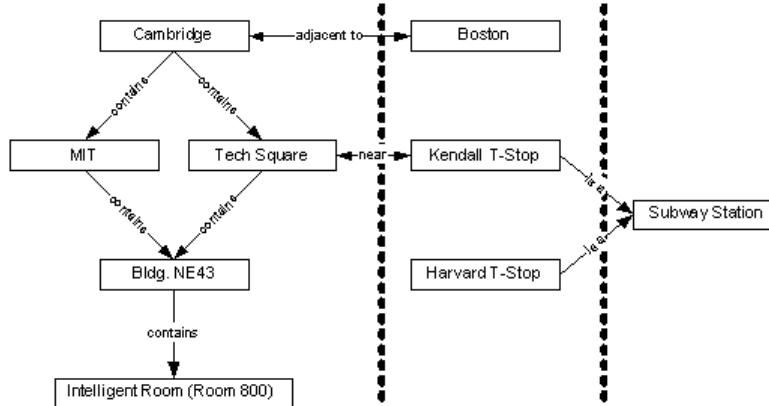 Cambridge
adjacent to
Boston
contains
contains
MIT
Tech Square
near
Kendall T-Stop
is a
Subway Station
contains
contains
is a
Bldg. NE43
Harvard T-Stop
contains
Intelligent Room (Room 800)